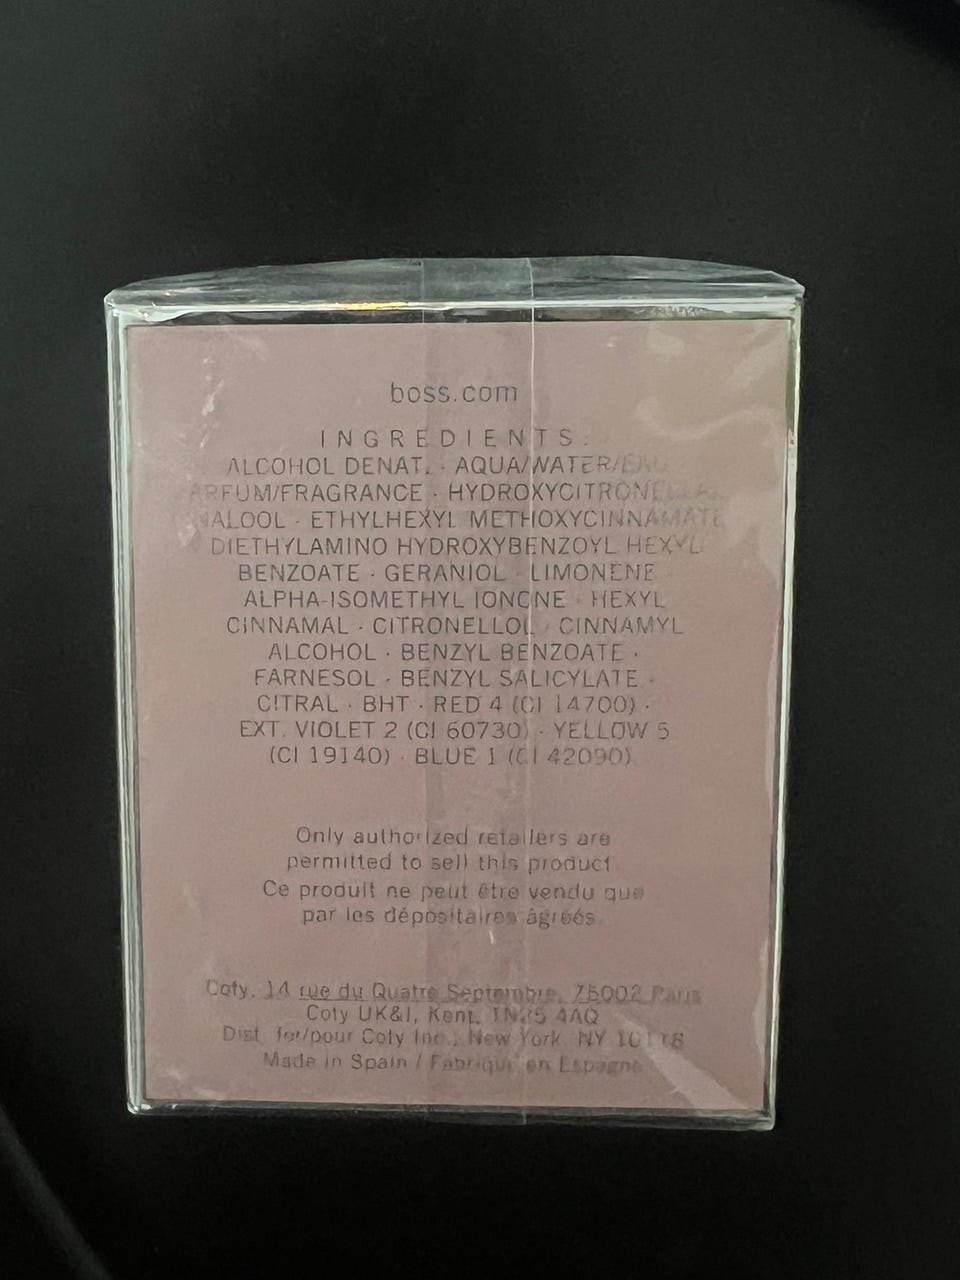 boss.com
INGREDIENTS:
ALCOHOL DENAT. · AQUA/WATER/EAU
ARFUM/FRAGRANCE · HYDROXYCITRONELLAL
NALOOL · ETHYLHEXYL METHOXYCINNAMATE
DIETHYLAMINO HYDROXYBENZOYL HEXYL
BENZOATE · GERANIOL · LIMONENE
ALPHA-ISOMETHYL IONONE · HEXYL
CINNAMAL · CITRONELLOL · CINNAMYL
ALCOHOL · BENZYL BENZOATE ·
FARNESOL · BENZYL SALICYLATE ·
CITRAL · BHT · RED 4 (CI 14700) ·
EXT. VIOLET 2 (CI 60730) · YELLOW 5
(CI 19140) · BLUE 1 (CI 42090)
Only authorized retailers are
permitted to sell this product
Ce produit ne peut être vendu que
par les dépositaires agréés.
Coty, 14 rue du Quatre Septembre, 75002 Paris
Coty UK&I, Kent, TN25 4AQ
Dist. for/pour Coty Inc., New York, NY 10118
Made in Spain / Fabriqué en Espagne